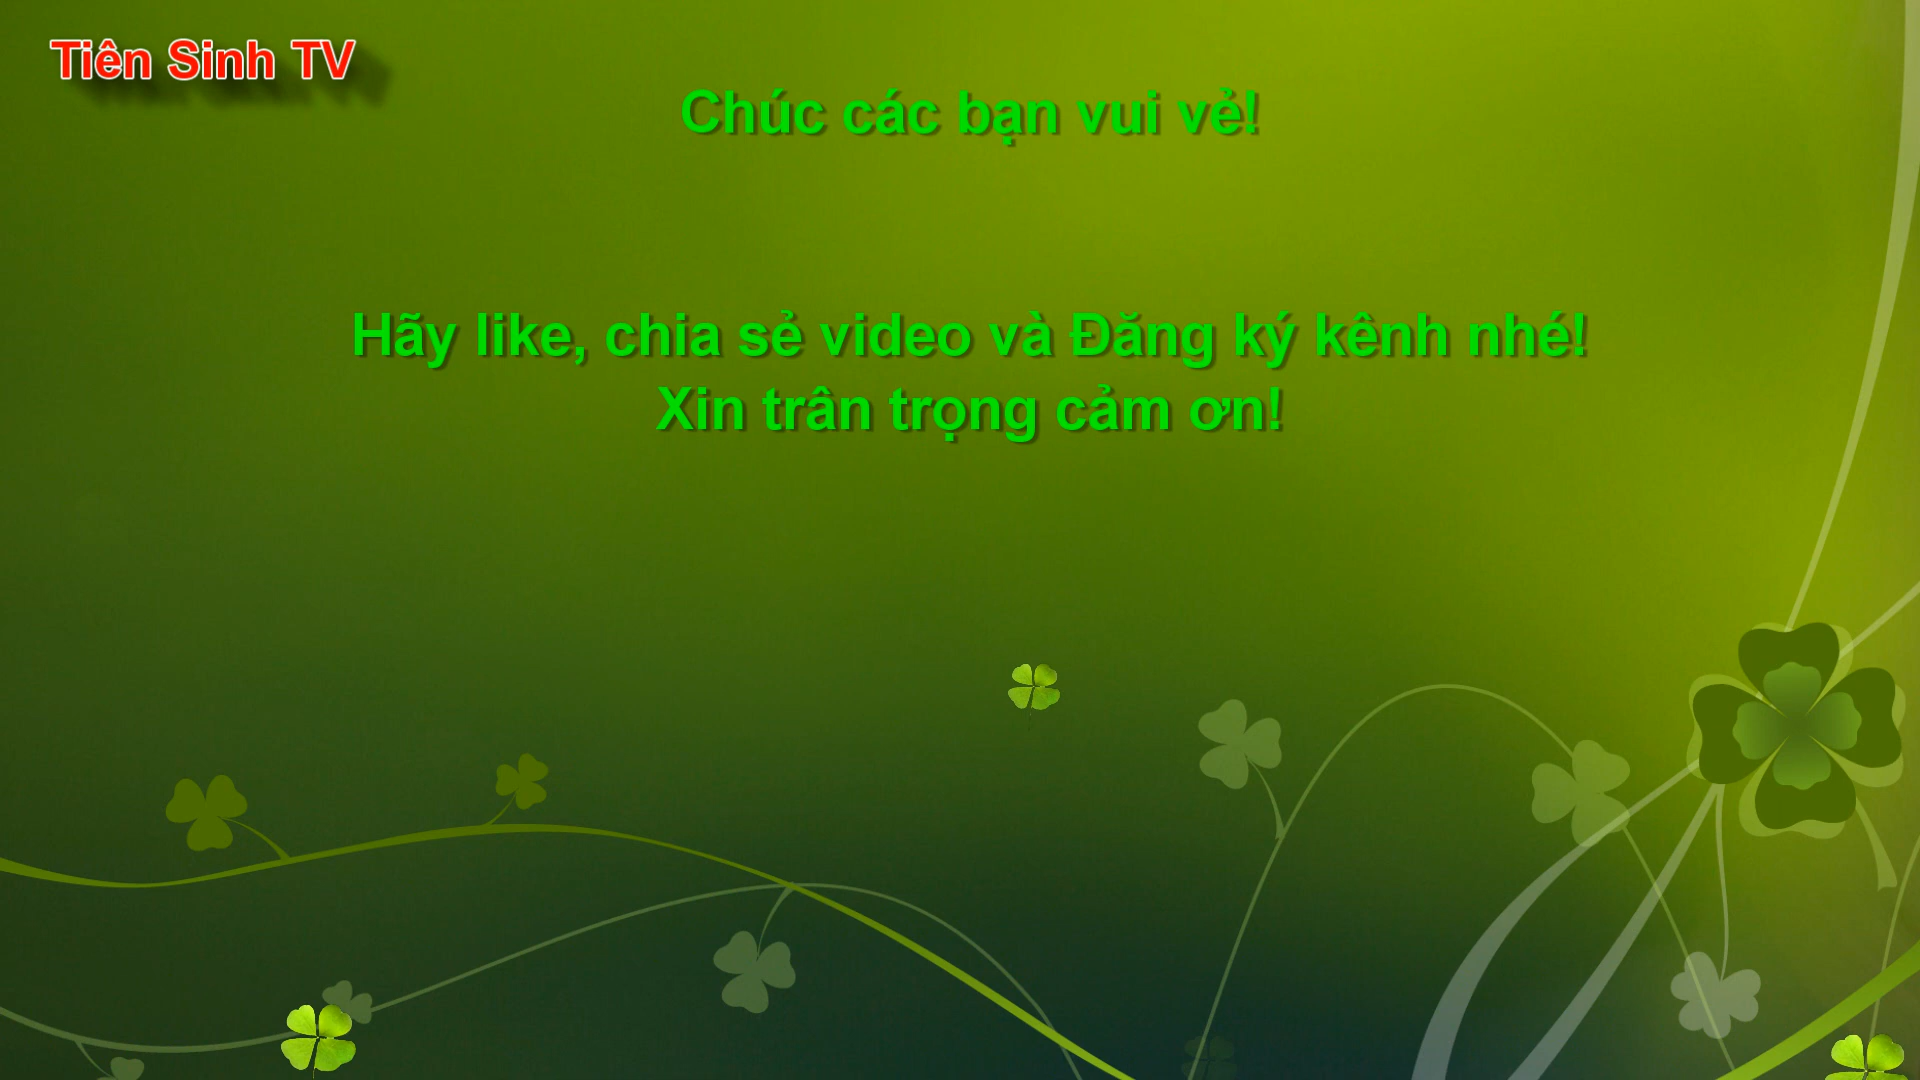 Tiên Sinh TV
Chúc các bạn vui vẻ!
Hãy like, chia sẻ video và Đăng ký kênh nhé!
Xin trân trọng cảm ơn!